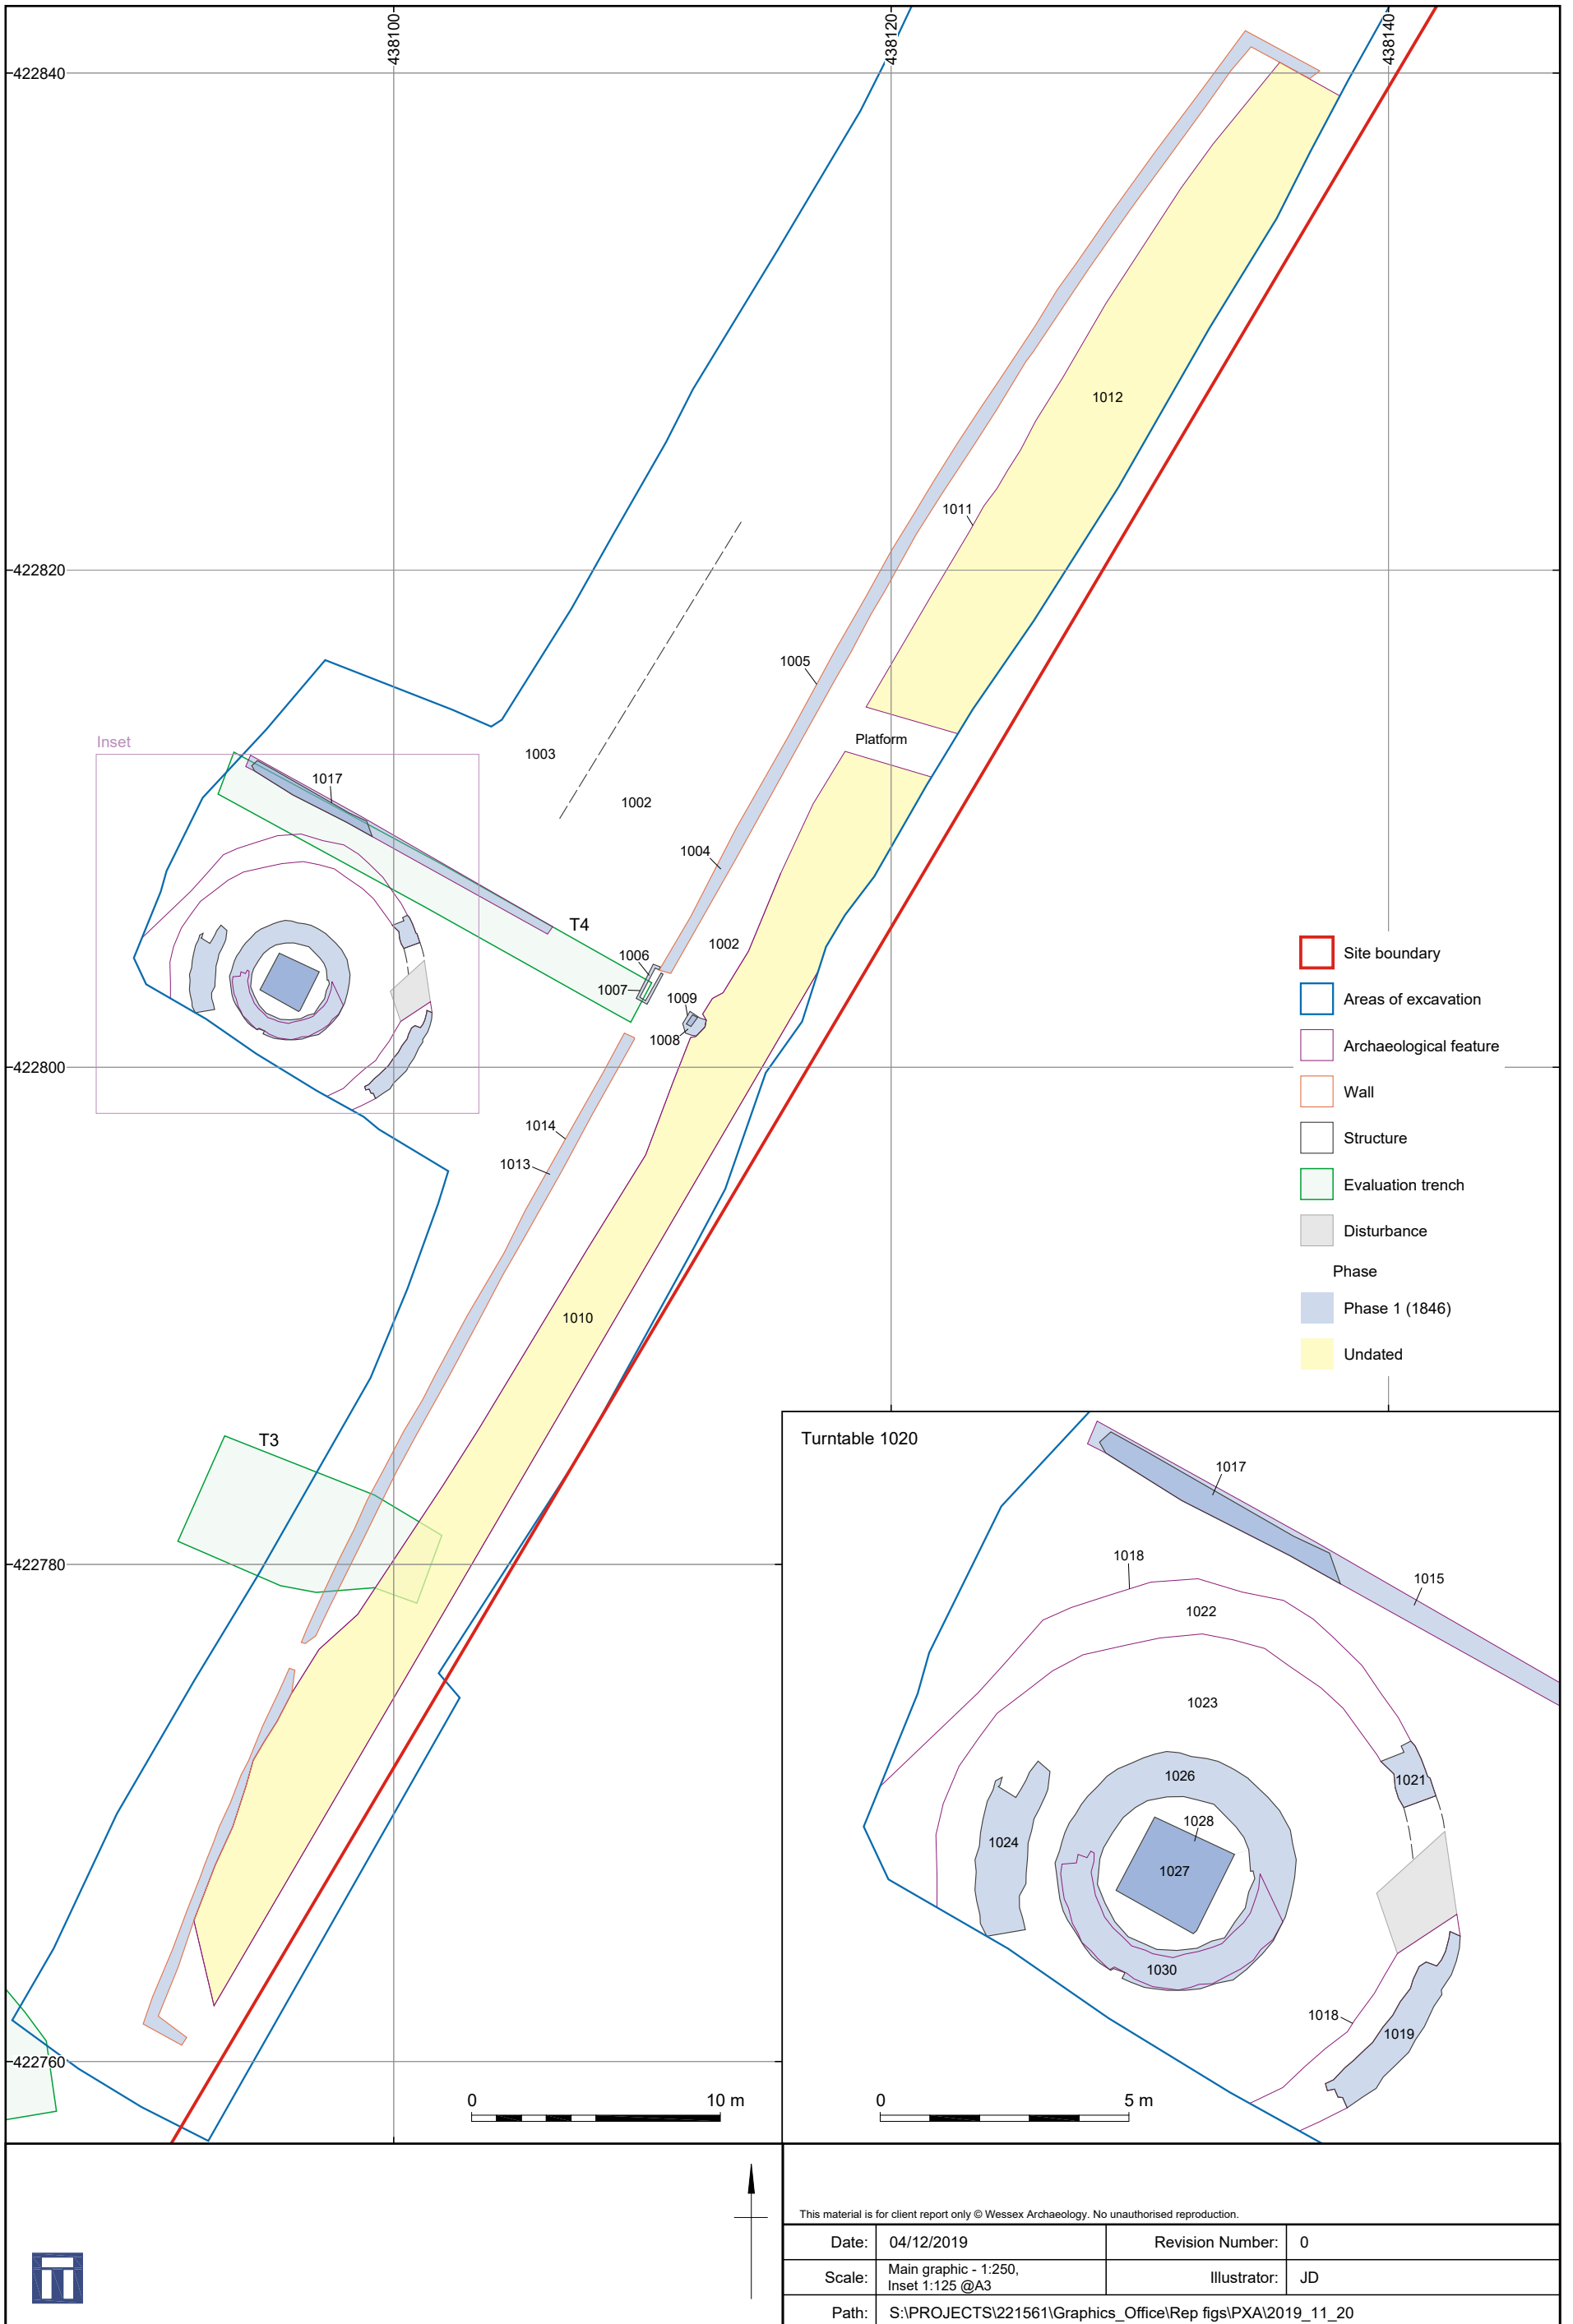 438100
438120
438140
422840
1012
1011
422820
1005
Platform
1003
Inset
1017
1002
1004
T4
1002
1006
1007
1009
1008
422800
1014
1013
1010
T3
422780
422760
0 10 m
Site boundary
Areas of excavation
Archaeological feature
Wall
Structure
Evaluation trench
Disturbance
Phase
Phase 1 (1846)
Undated
Turntable 1020
1017
1018
1015
1022
1023
1026
1021
1028
1024
1027
1030
1018
1019
0 5 m
This material is for client report only © Wessex Archaeology. No unauthorised reproduction.
Date: 04/12/2019 Revision Number: 0
Scale: Main graphic - 1:250,
Inset 1:125 @A3 Illustrator: JD
Path: S:\PROJECTS\221561\Graphics_Office\Rep figs\PXA\2019_11_20